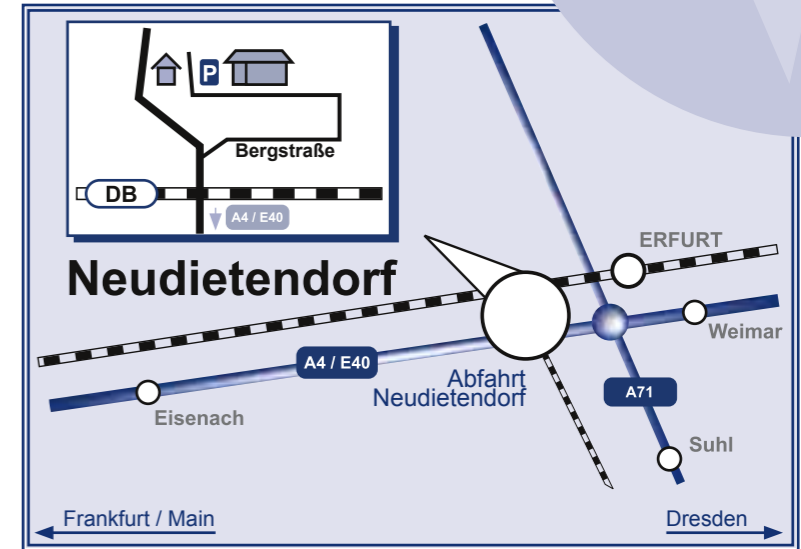 P
Bergstraße
DB
A4 / E40
Neudietendorf
ERFURT
Weimar
A4 / E40
Abfahrt
Neudietendorf
A71
Eisenach
Suhl
Frankfurt / Main
Dresden